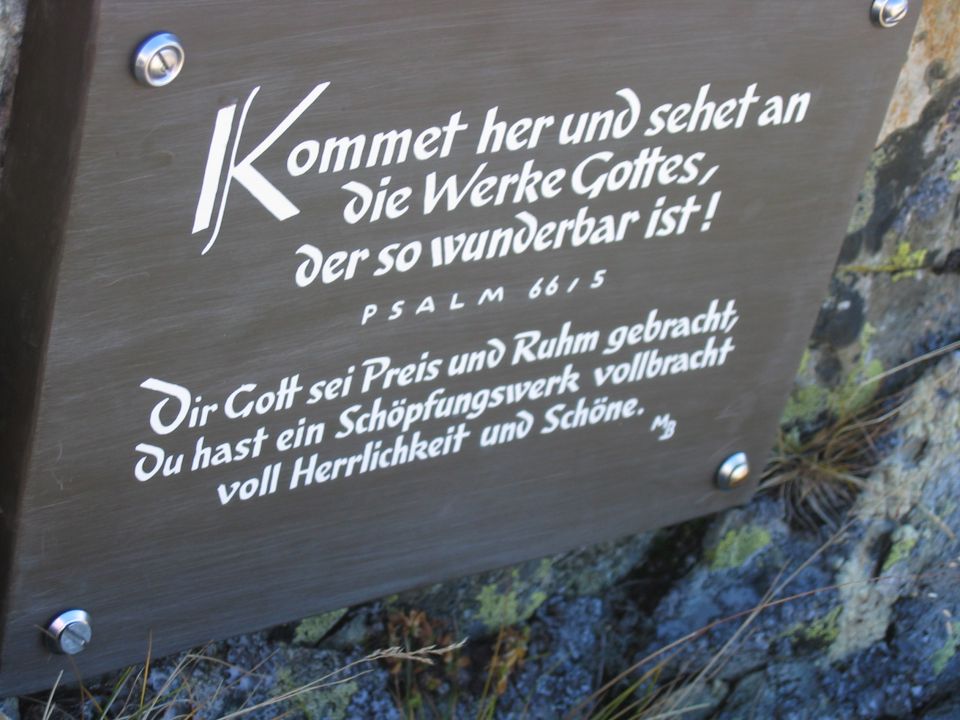 Kommet her und sehet an
die Werke Gottes,
der so wunderbar ist!
PSALM 66/5
Dir Gott sei Preis und Ruhm gebracht,
Du hast ein Schöpfungswerk vollbracht
voll Herrlichkeit und Schöne.
MB